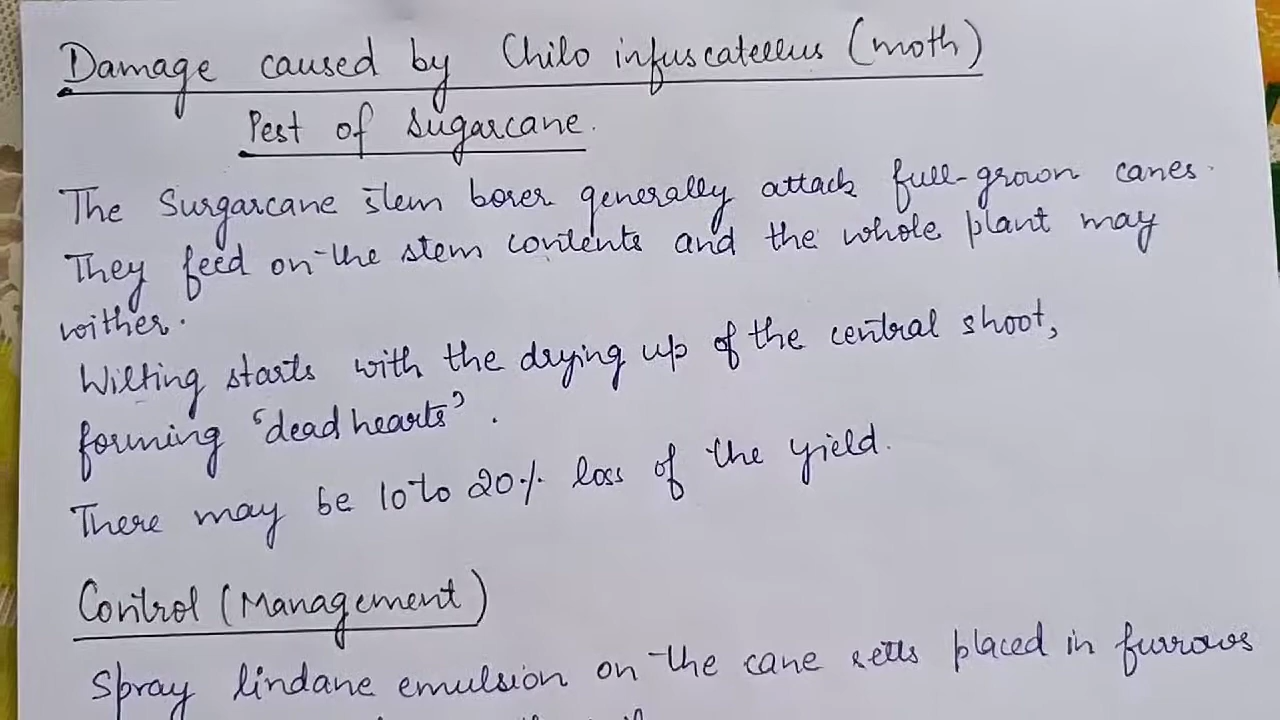 Damage caused by Chilo infuscatellus (moth)
Pest of Sugarcane.
The Surgarcane stem borer generally attack full-grown canes.
They feed on the stem contents and the whole plant may
wither.
Wilting starts with the drying up of the central shoot,
forming 'dead hearts'.
There may be 10 to 20% loss of the yield.
Control (Management)
Spray lindane emulsion on the cane setts placed in furrows